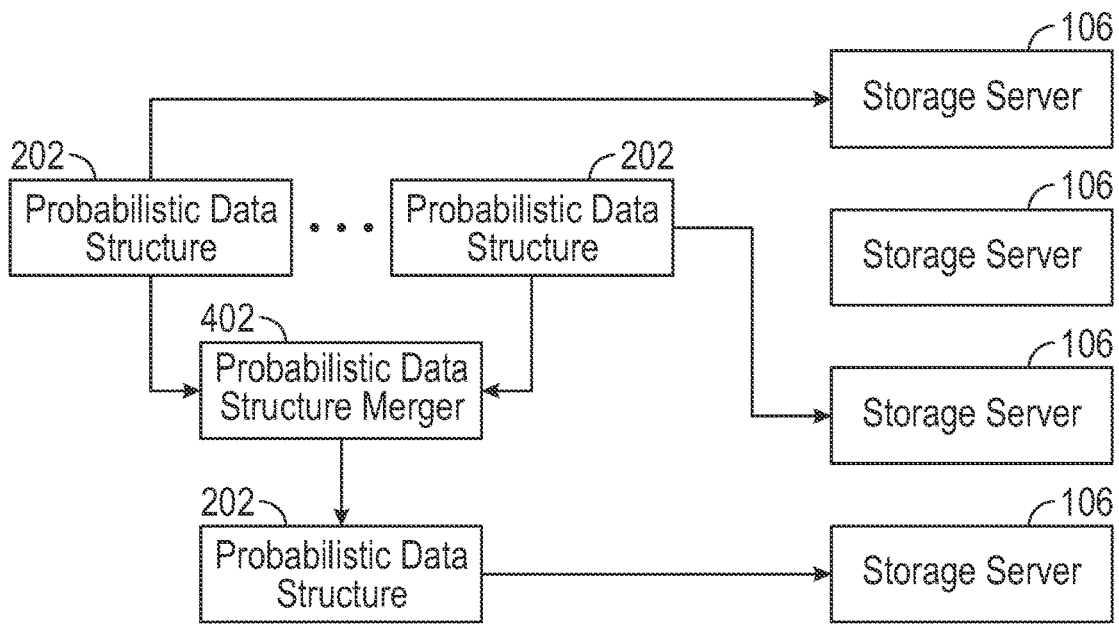 106
Storage Server
202
Probabilistic Data
Structure
202
Probabilistic Data
Structure
106
Storage Server
402
Probabilistic Data
Structure Merger
106
Storage Server
202
Probabilistic Data
Structure
106
Storage Server